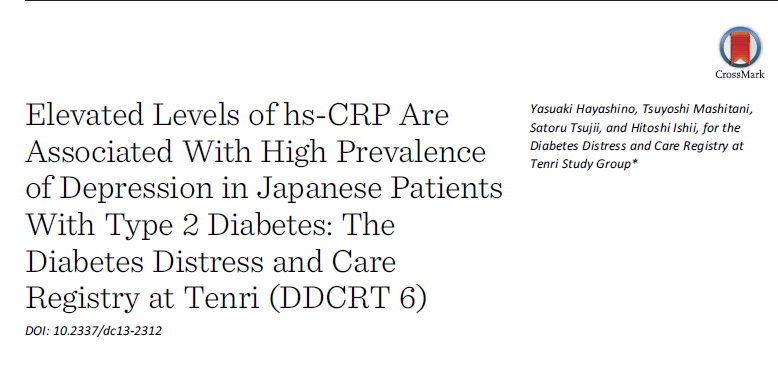 CrossMark
Elevated Levels of hs-CRP Are
Associated With High Prevalence
of Depression in Japanese Patients
With Type 2 Diabetes: The
Diabetes Distress and Care
Registry at Tenri (DDCRT 6)
DOI: 10.2337/dc13-2312
Yasuaki Hayashino, Tsuyoshi Mashitani,
Satoru Tsujii, and Hitoshi Ishii, for the
Diabetes Distress and Care Registry at
Tenri Study Group*